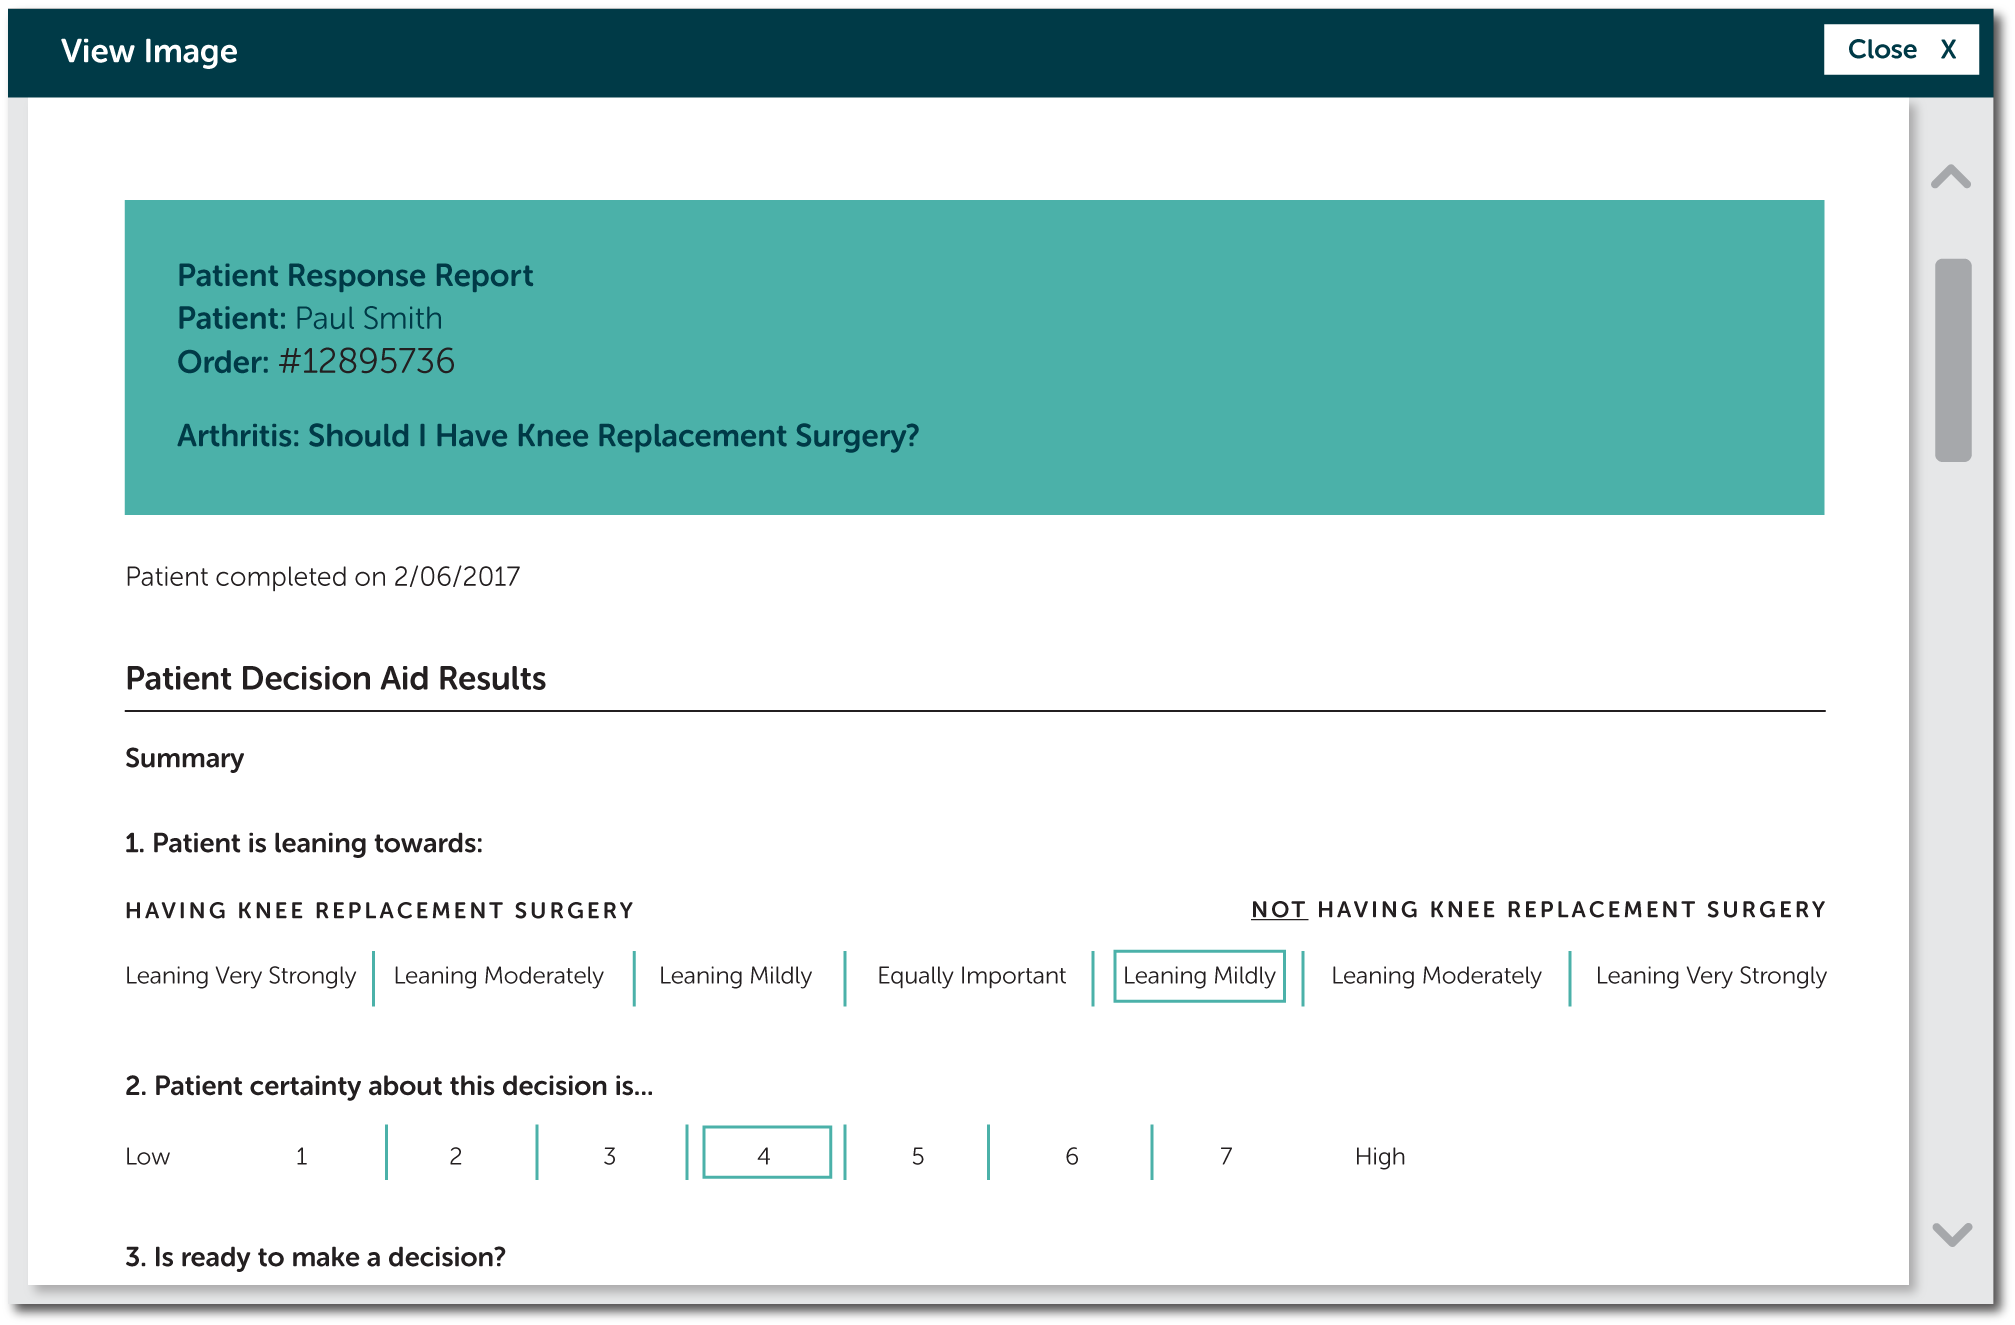 View Image
Close X
Patient Response Report
Patient: Paul Smith
Order: #12895736
Arthritis: Should I Have Knee Replacement Surgery?
Patient completed on 2/06/2017
Patient Decision Aid Results
Summary
1. Patient is leaning towards:
HAVING KNEE REPLACEMENT SURGERY
NOT HAVING KNEE REPLACEMENT SURGERY
Leaning Very Strongly Leaning Moderately Leaning Mildly Equally Important Leaning Mildly Leaning Moderately Leaning Very Strongly
2. Patient certainty about this decision is...
Low 1 2 3 4 5 6 7 High
3. Is ready to make a decision?